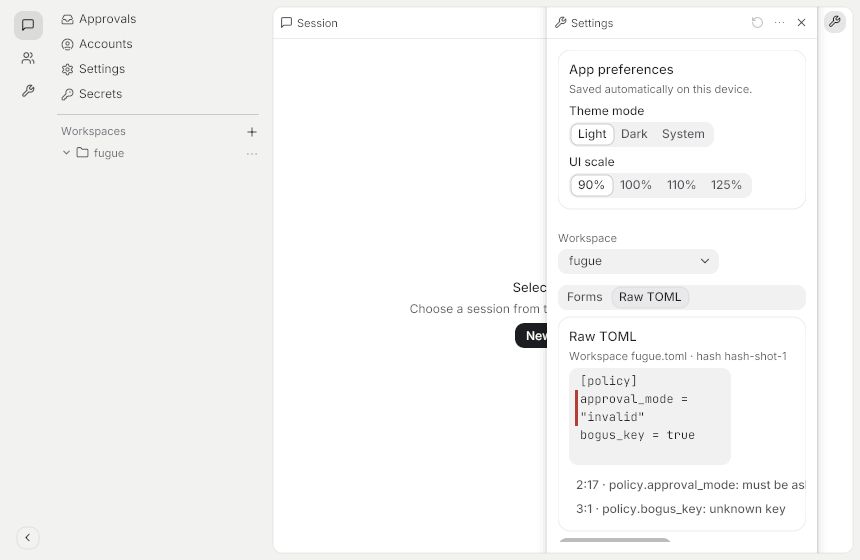 Approvals
Accounts
Settings
Secrets
Workspaces
fugue
Session
Choose a session from t
New
Settings
App preferences
Saved automatically on this device.
Theme mode
Light Dark System
UI scale
90% 100% 110% 125%
Workspace
fugue
Forms Raw TOML
Raw TOML
Workspace fugue.toml · hash hash-shot-1
[policy]
approval_mode =
"invalid"
bogus_key = true
2:17 · policy.approval_mode: must be as
3:1 · policy.bogus_key: unknown key